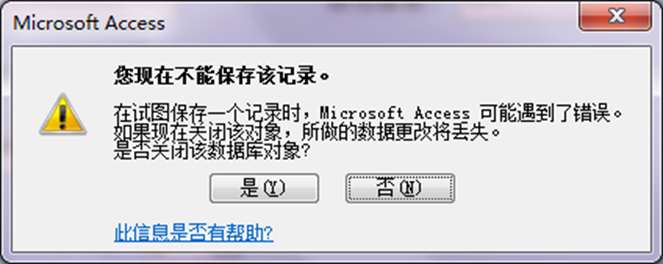 Microsoft Access
您现在不能保存该记录。
在试图保存一个记录时，Microsoft Access 可能遇到了错误。
如果现在关闭该对象，所做的数据更改将丢失。
是否关闭该数据库对象?
是(Y) 否(N)
此信息是否有帮助?